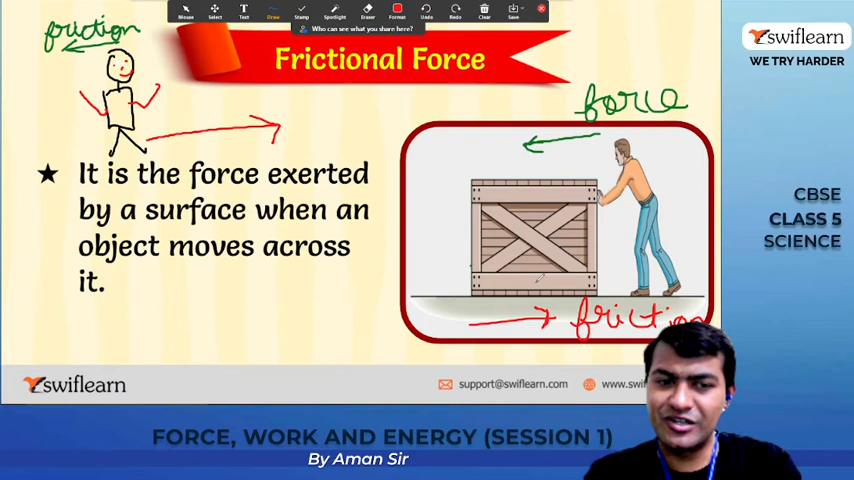 Mouse Select Text Draw Stamp Spotlight Eraser Format Undo Redo Clear Save
Who can see what you share here?
friction
Frictional Force
swiflearn
WE TRY HARDER
force
★ It is the force exerted
by a surface when an
object moves across
it.
CBSE
CLASS 5
SCIENCE
friction
swiflearn
support@swiflearn.com
www.swif
FORCE, WORK AND ENERGY (SESSION 1)
By Aman Sir